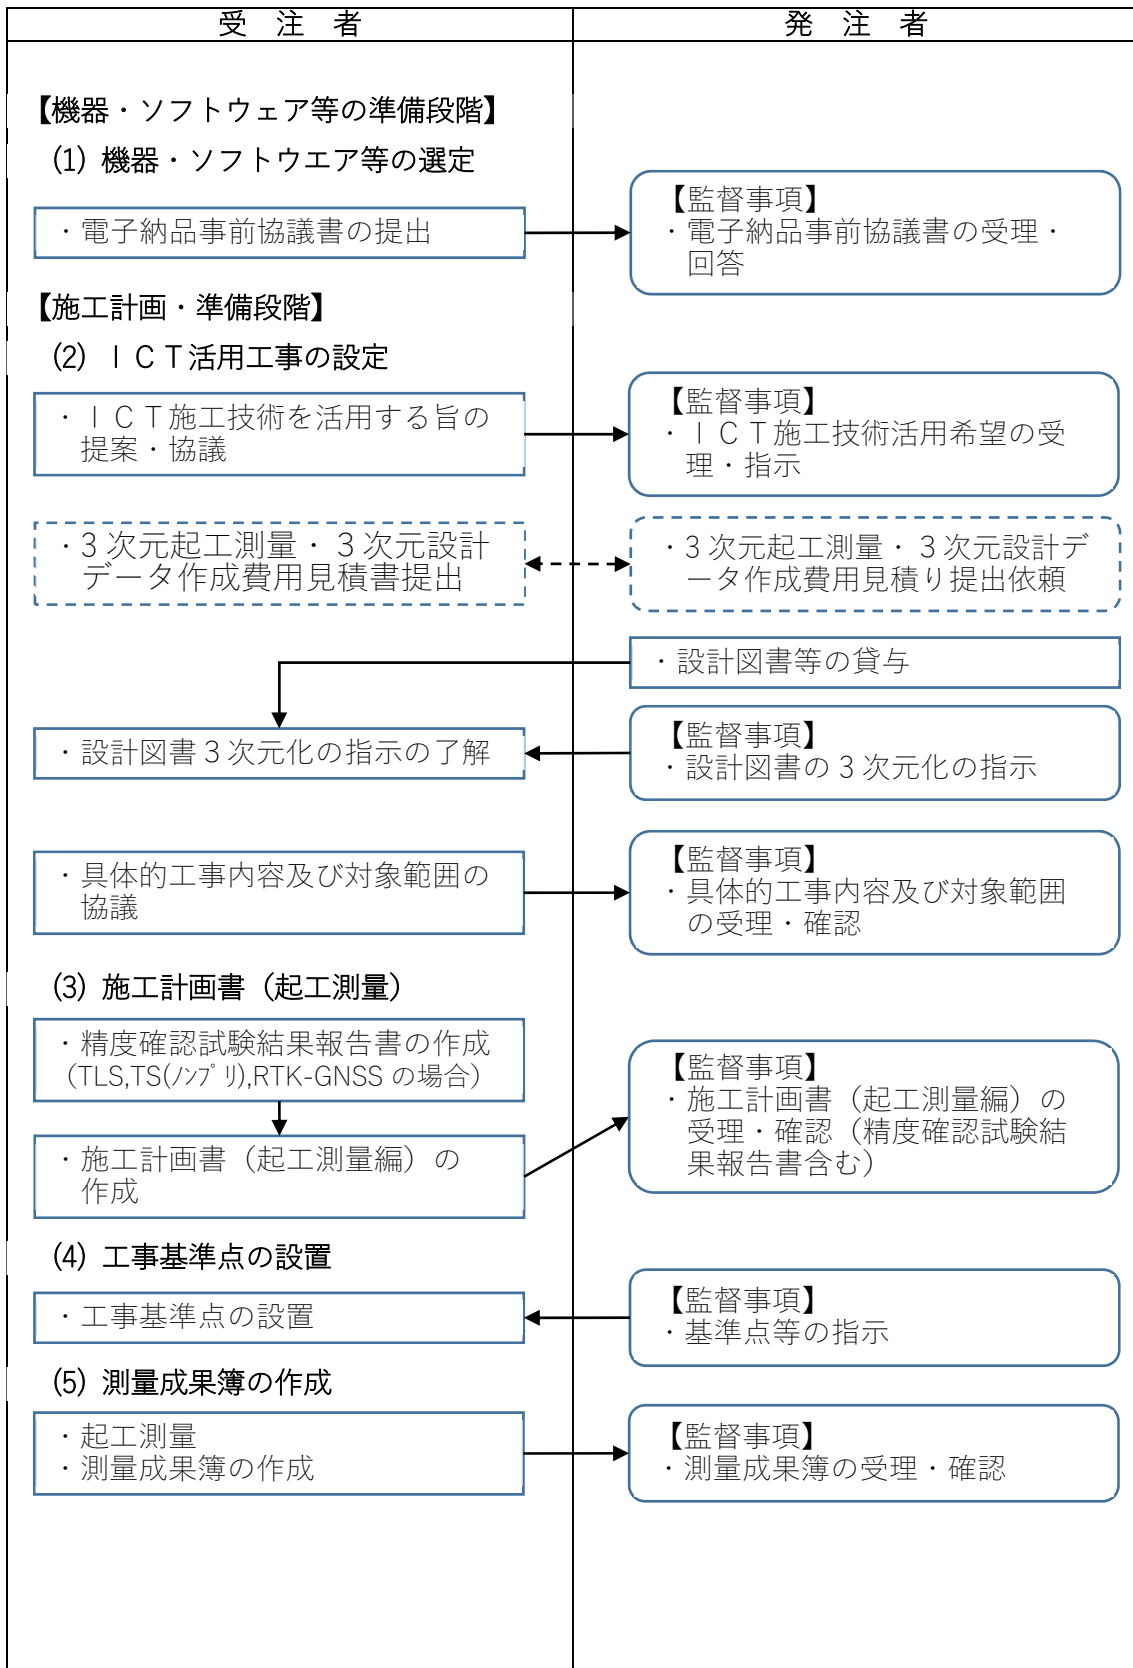 受　注　者
発　注　者
【機器・ソフトウェア等の準備段階】
(1) 機器・ソフトウエア等の選定
・電子納品事前協議書の提出
【監督事項】
・電子納品事前協議書の受理・
回答
【施工計画・準備段階】
(2) ＩＣＴ活用工事の設定
・ＩＣＴ施工技術を活用する旨の
提案・協議
【監督事項】
・ＩＣＴ施工技術活用希望の受
理・指示
・3 次元起工測量・３次元設計
データ作成費用見積書提出
・3 次元起工測量・３次元設計デ
ータ作成費用見積り提出依頼
・設計図書等の貸与
・設計図書３次元化の指示の了解
【監督事項】
・設計図書の３次元化の指示
・具体的工事内容及び対象範囲の
協議
【監督事項】
・具体的工事内容及び対象範囲
の受理・確認
(3) 施工計画書（起工測量）
・精度確認試験結果報告書の作成
(TLS,TS(ﾉﾝﾌﾟﾘ),RTK-GNSS の場合)
・施工計画書（起工測量編）の
作成
【監督事項】
・施工計画書（起工測量編）の
受理・確認（精度確認試験結
果報告書含む）
(4) 工事基準点の設置
・工事基準点の設置
【監督事項】
・基準点等の指示
(5) 測量成果簿の作成
・起工測量
・測量成果簿の作成
【監督事項】
・測量成果簿の受理・確認